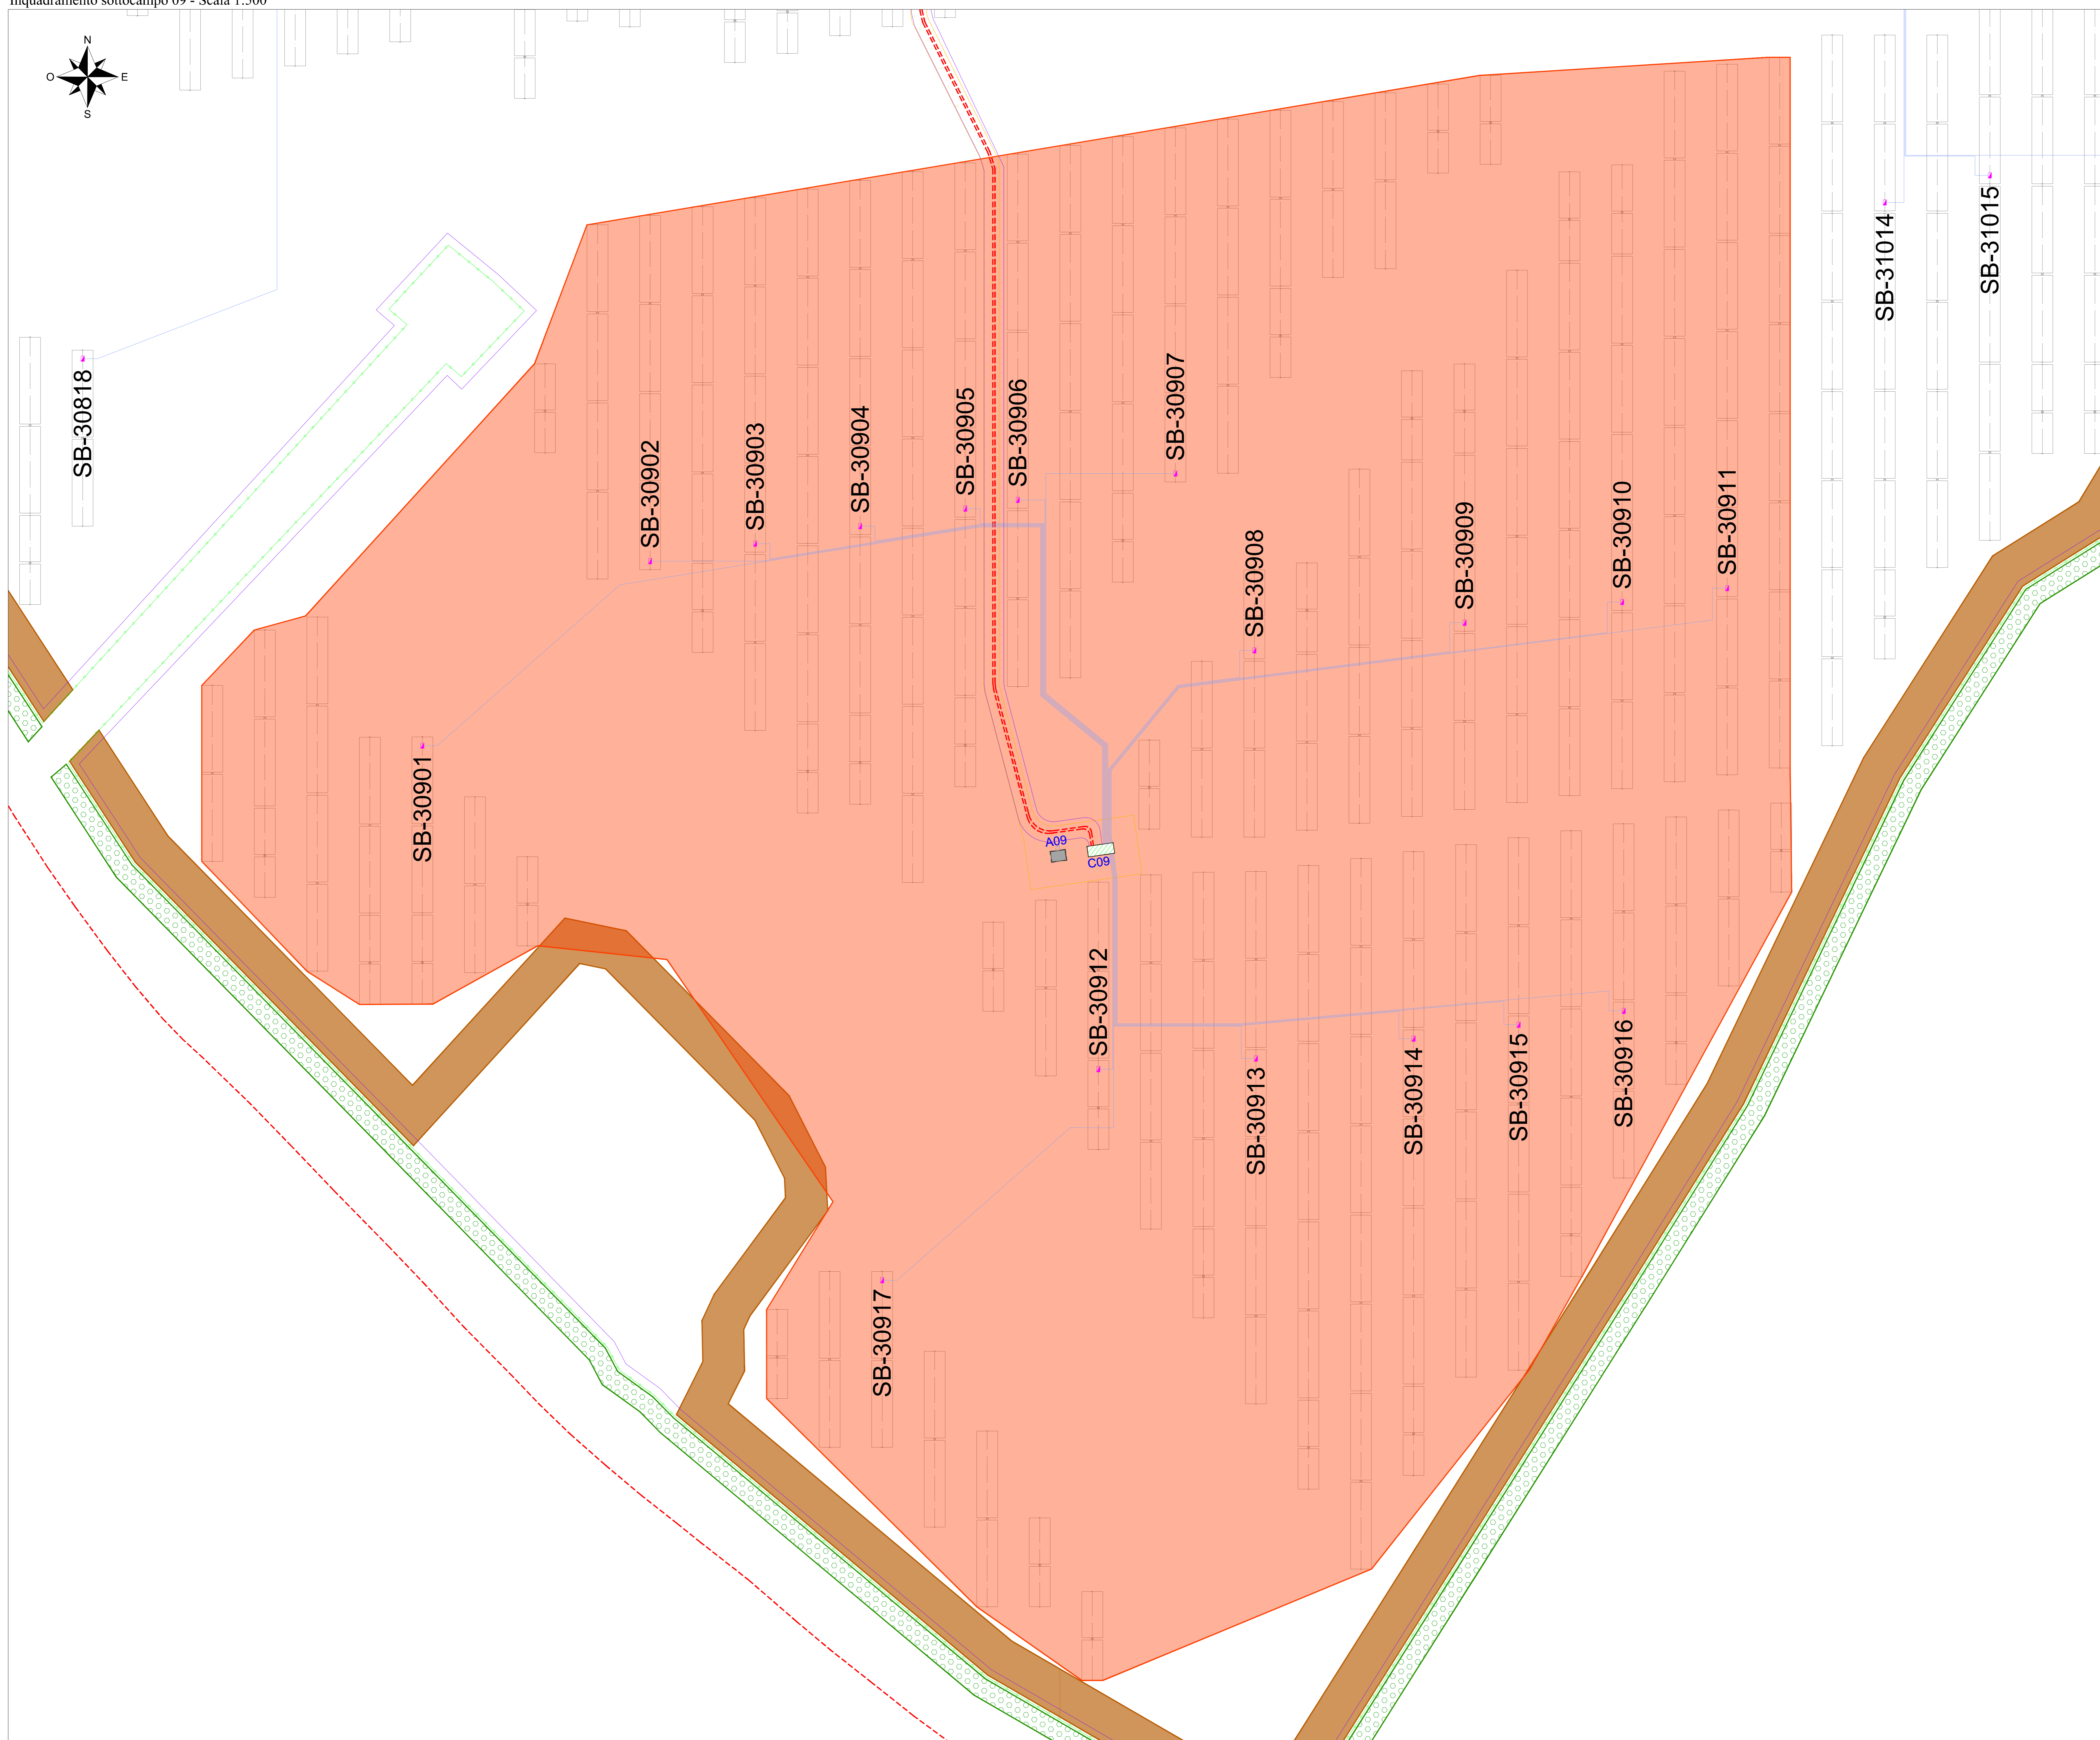 Inquadramento sottocampo 09 - Scala 1:500
N
O
E
S
SB-31014
SB-31015
SB-30818
SB-30902
SB-30903
SB-30904
SB-30905
SB-30906
SB-30907
SB-30908
SB-30909
SB-30910
SB-30911
SB-30901
A09
C09
SB-30912
SB-30913
SB-30914
SB-30915
SB-30916
SB-30917